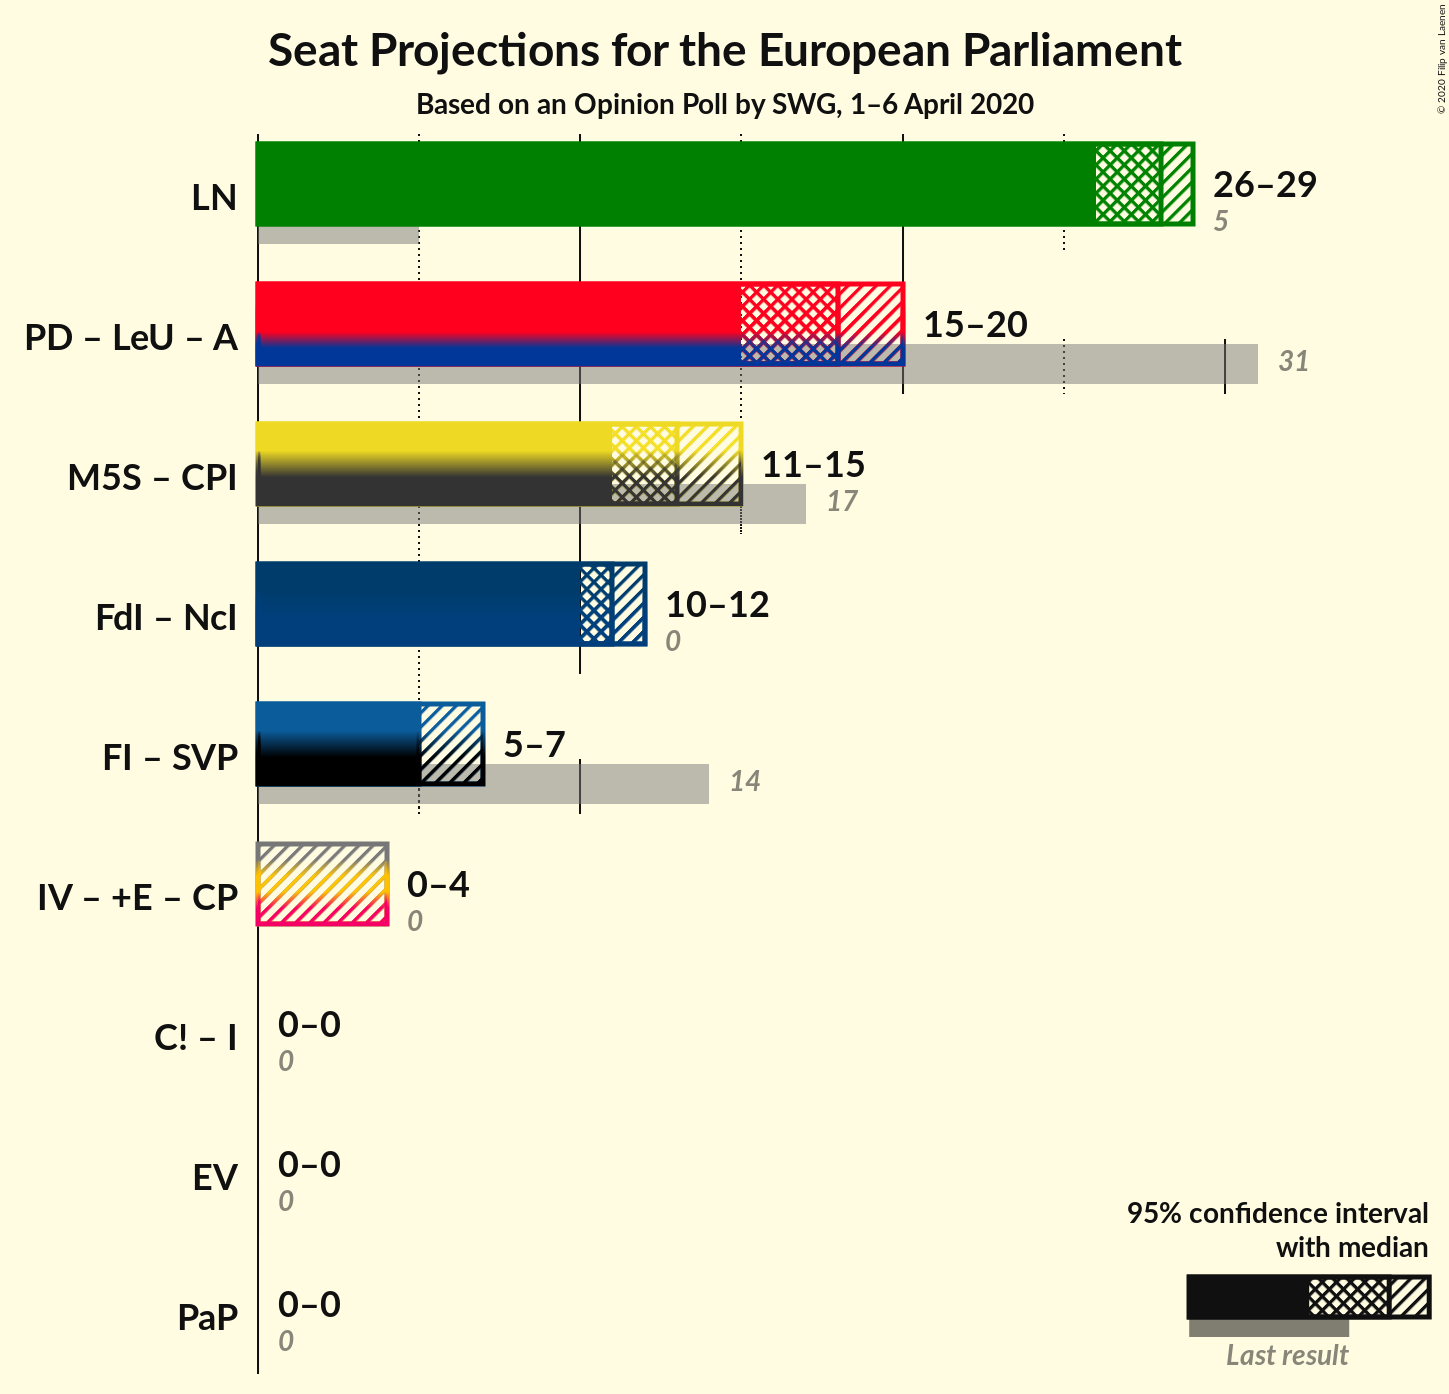 Seat Projections for the European Parliament
Based on an Opinion Poll by SWG, 1–6 April 2020
© 2020 Filip van Laenen
LN
26–29
5
PD – LeU – A
15–20
31
M5S – CPI
11–15
17
FdI – NcI
10–12
0
FI – SVP
5–7
14
IV – +E – CP
0–4
0
C! – I
0–0
0
EV
0–0
0
PaP
0–0
0
95% confidence interval
with median
Last result